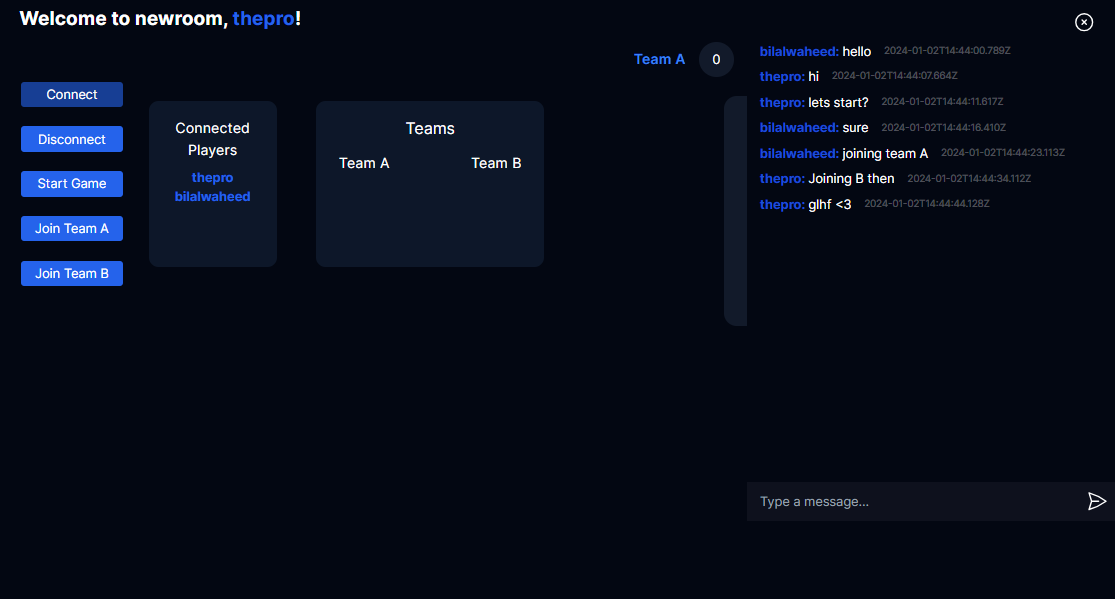 Welcome to newroom, thepro!
Team A 0
Connect
Disconnect
Start Game
Join Team A
Join Team B
Connected
Players
thepro
bilalwaheed
Teams
Team A Team B
bilalwaheed: hello 2024-01-02T14:44:00.789Z
thepro: hi 2024-01-02T14:44:07.664Z
thepro: lets start? 2024-01-02T14:44:11.617Z
bilalwaheed: sure 2024-01-02T14:44:16.410Z
bilalwaheed: joining team A 2024-01-02T14:44:23.113Z
thepro: Joining B then 2024-01-02T14:44:34.112Z
thepro: glhf <3 2024-01-02T14:44:44.128Z
Type a message...